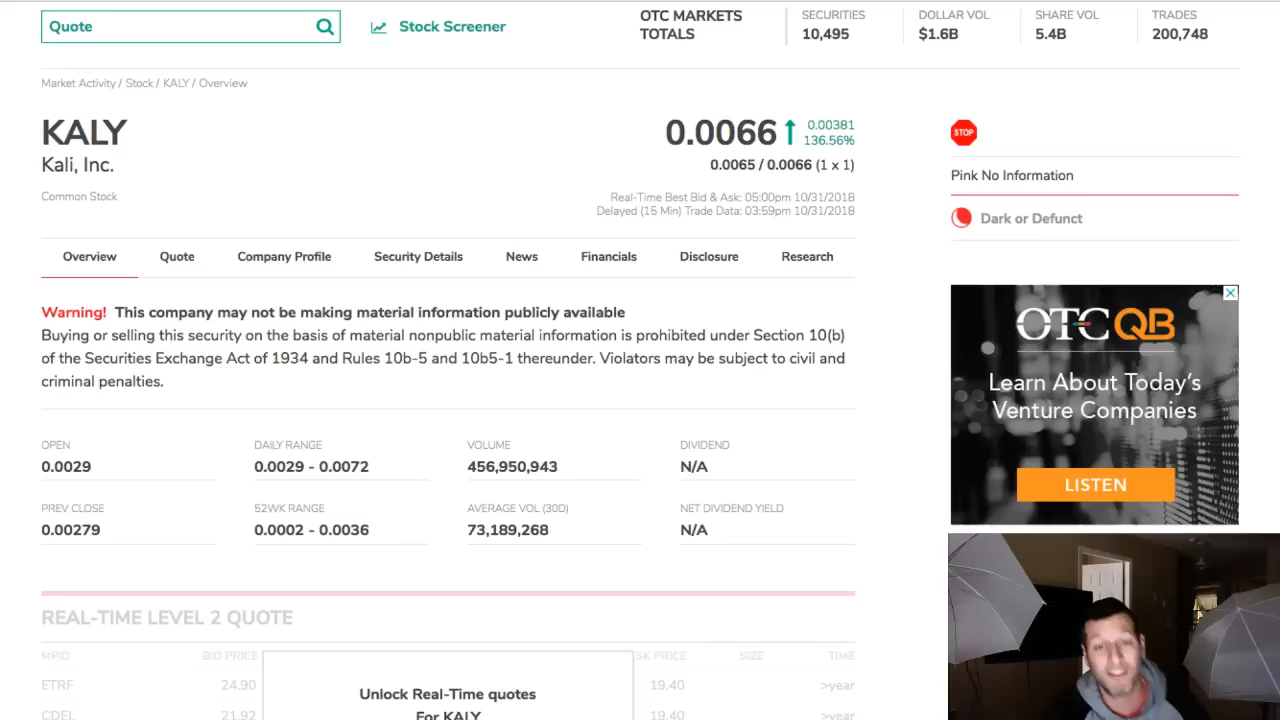 Quote
Stock Screener
OTC MARKETS
TOTALS
SECURITIES
10,495
DOLLAR VOL
$1.6B
SHARE VOL
5.4B
TRADES
200,748
Market Activity / Stock / KALY / Overview
KALY
Kali, Inc.
Common Stock
0.0066
0.00381
136.56%
0.0065 / 0.0066 (1 x 1)
Real-Time Best Bid & Ask: 05:00pm 10/31/2018
Delayed (15 Min) Trade Data: 03:59pm 10/31/2018
STOP
Pink No Information
Dark or Defunct
Overview
Quote
Company Profile
Security Details
News
Financials
Disclosure
Research
Warning! This company may not be making material information publicly available
Buying or selling this security on the basis of material nonpublic material information is prohibited under Section 10(b)
of the Securities Exchange Act of 1934 and Rules 10b-5 and 10b5-1 thereunder. Violators may be subject to civil and
criminal penalties.
OPEN
0.0029
DAILY RANGE
0.0029 - 0.0072
VOLUME
456,950,943
DIVIDEND
N/A
PREV CLOSE
0.00279
52WK RANGE
0.0002 - 0.0036
AVERAGE VOL (30D)
73,189,268
NET DIVIDEND YIELD
N/A
OTCQB
Learn About Today's
Venture Companies
LISTEN
REAL-TIME LEVEL 2 QUOTE
MPID
BID PRICE
SK PRICE
SIZE
TIME
ETRF
24.90
19.40
>year
Unlock Real-Time quotes
For KALY
CDEL
21.92
19.40
>year